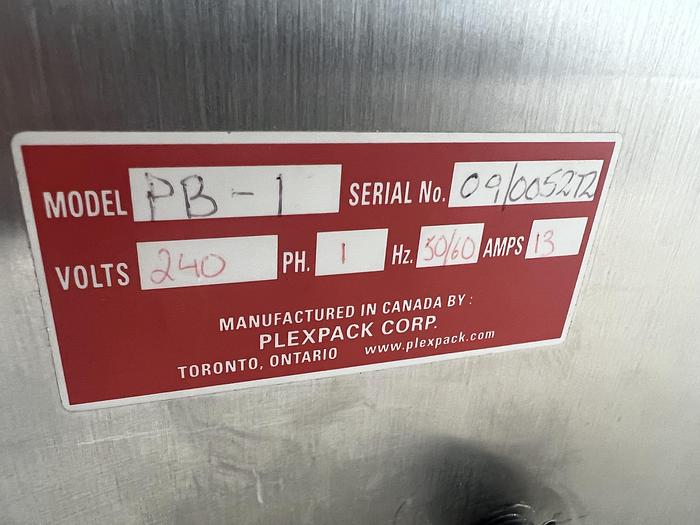 MODEL PB-1 SERIAL No. 09/005272
VOLTS 240 PH. 1 Hz. 50/60 AMPS 13
MANUFACTURED IN CANADA BY :
PLEXPACK CORP.
TORONTO, ONTARIO www.plexpack.com